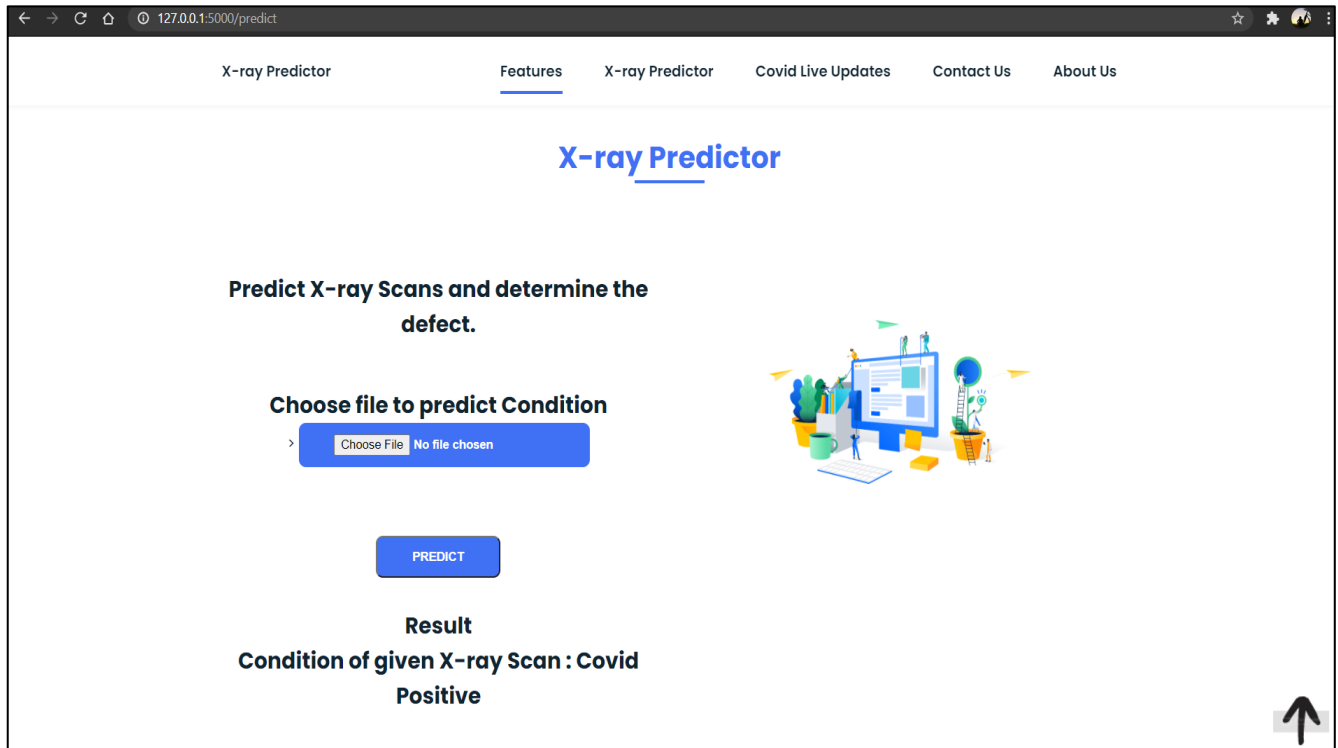 127.0.0.1:5000/predict
X-ray Predictor Features X-ray Predictor Covid Live Updates Contact Us About Us
X-ray Predictor
Predict X-ray Scans and determine the
defect.
Choose file to predict Condition
Choose File No file chosen
PREDICT
Result
Condition of given X-ray Scan : Covid
Positive